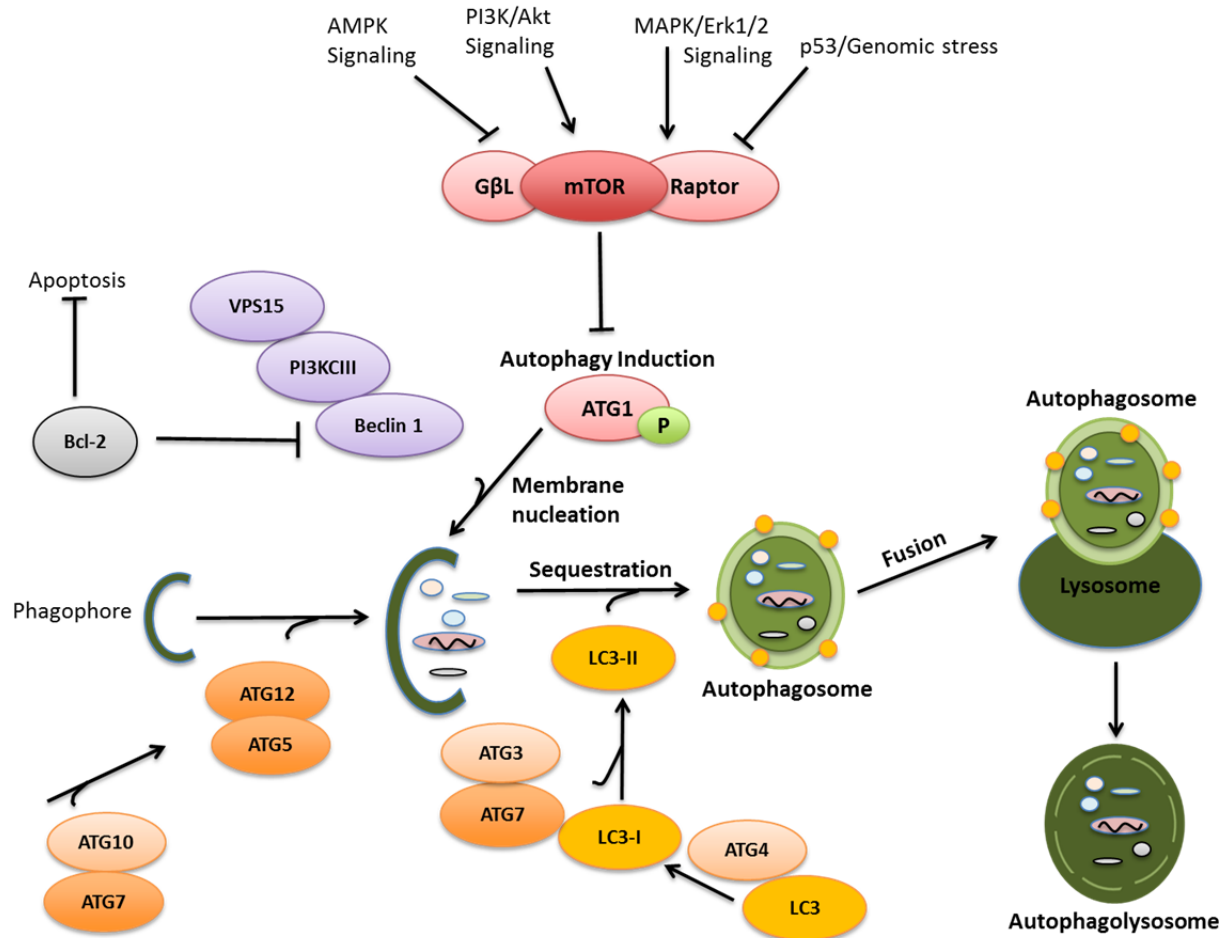 AMPK
Signaling
PI3K/Akt
Signaling
MAPK/Erk1/2
Signaling
p53/Genomic stress
GβL
mTOR
Raptor
Apoptosis
VPS15
PI3KCIII
Beclin 1
Bcl-2
Autophagy Induction
ATG1
P
Membrane
nucleation
Autophagosome
Fusion
Lysosome
Phagophore
Sequestration
LC3-II
Autophagosome
ATG12
ATG5
ATG3
ATG7
LC3-I
ATG4
LC3
ATG10
ATG7
Autophagolysosome